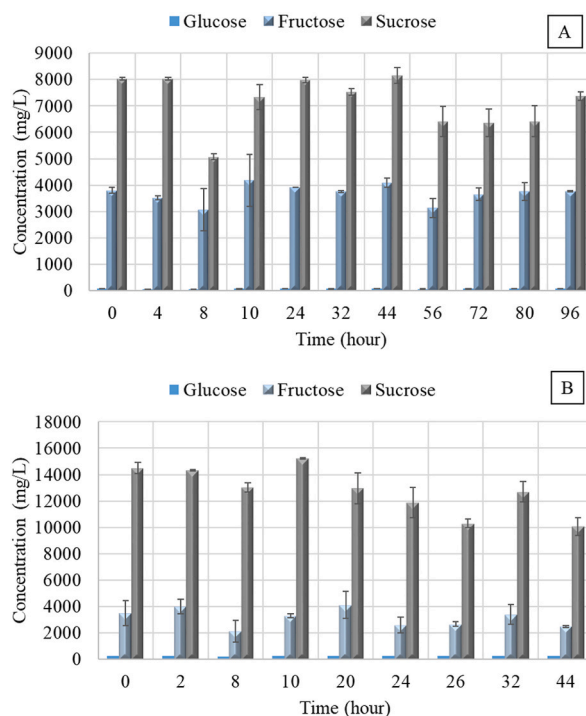 Glucose Fructose Sucrose
A
Concentration (mg/L)
9000
8000
7000
6000
5000
4000
3000
2000
1000
0
0 4 8 10 24 32 44 56 72 80 96
Time (hour)
B
Glucose Fructose Sucrose
Concentration (mg/L)
18000
16000
14000
12000
10000
8000
6000
4000
2000
0
0 2 8 10 20 24 26 32 44
Time (hour)